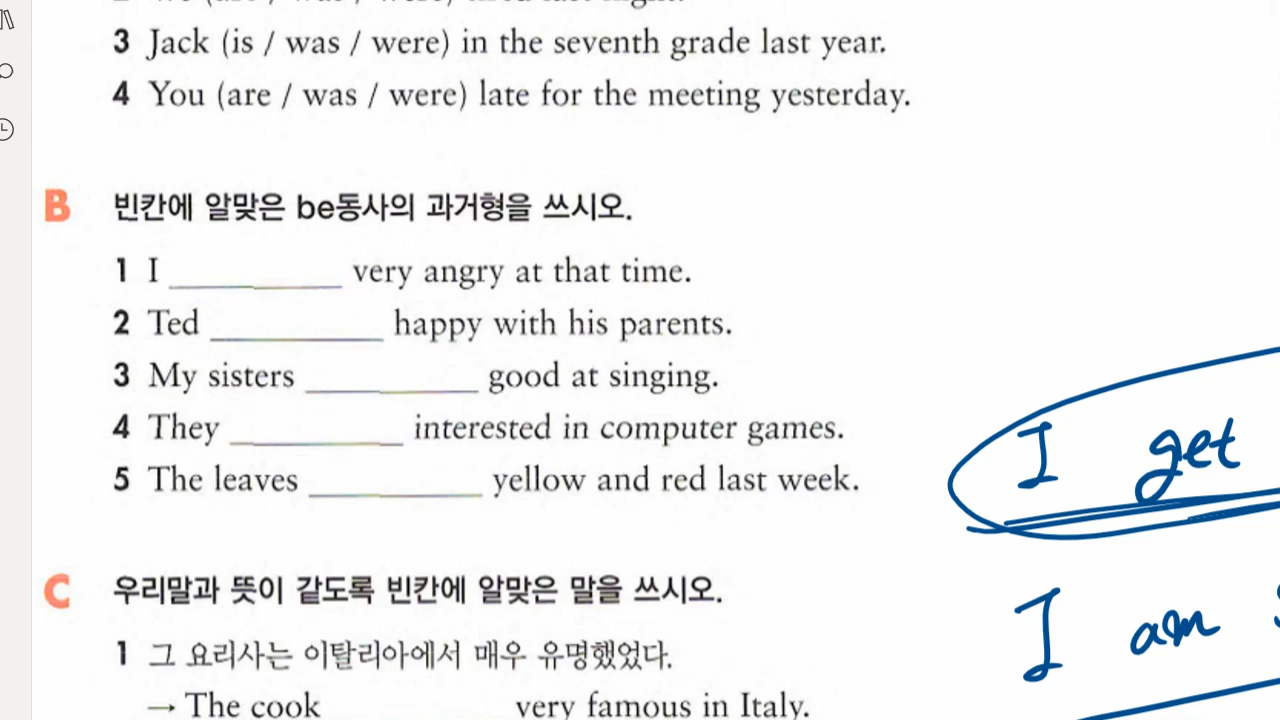 3 Jack (is / was / were) in the seventh grade last year.
4 You (are / was / were) late for the meeting yesterday.
B 빈칸에 알맞은 be동사의 과거형을 쓰시오.
1 I __________ very angry at that time.
2 Ted __________ happy with his parents.
3 My sisters __________ good at singing.
4 They __________ interested in computer games.
5 The leaves __________ yellow and red last week.
I get
C 우리말과 뜻이 같도록 빈칸에 알맞은 말을 쓰시오.
I am
1 그 요리사는 이탈리아에서 매우 유명했었다.
→ The cook __________ very famous in Italy.